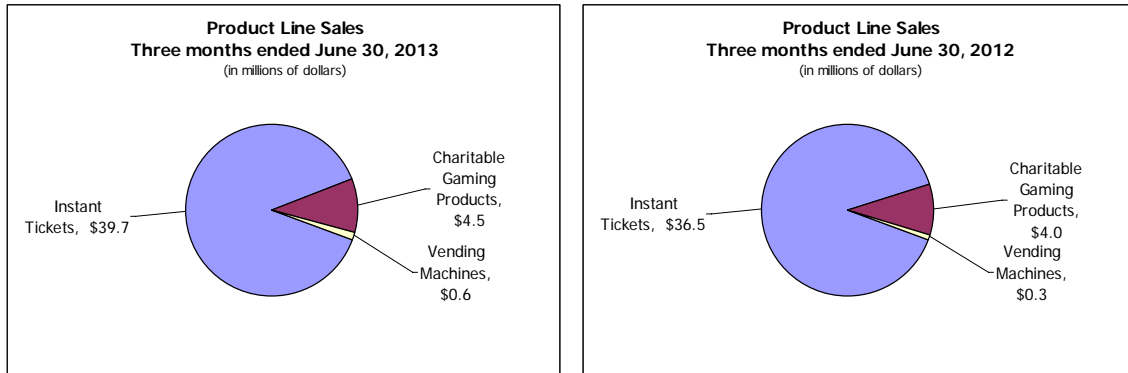 Product Line Sales
Three months ended June 30, 2013
(in millions of dollars)
Instant
Tickets, $39.7
Charitable
Gaming
Products,
$4.5
Vending
Machines,
$0.6
Product Line Sales
Three months ended June 30, 2012
(in millions of dollars)
Instant
Tickets, $36.5
Charitable
Gaming
Products,
$4.0
Vending
Machines,
$0.3